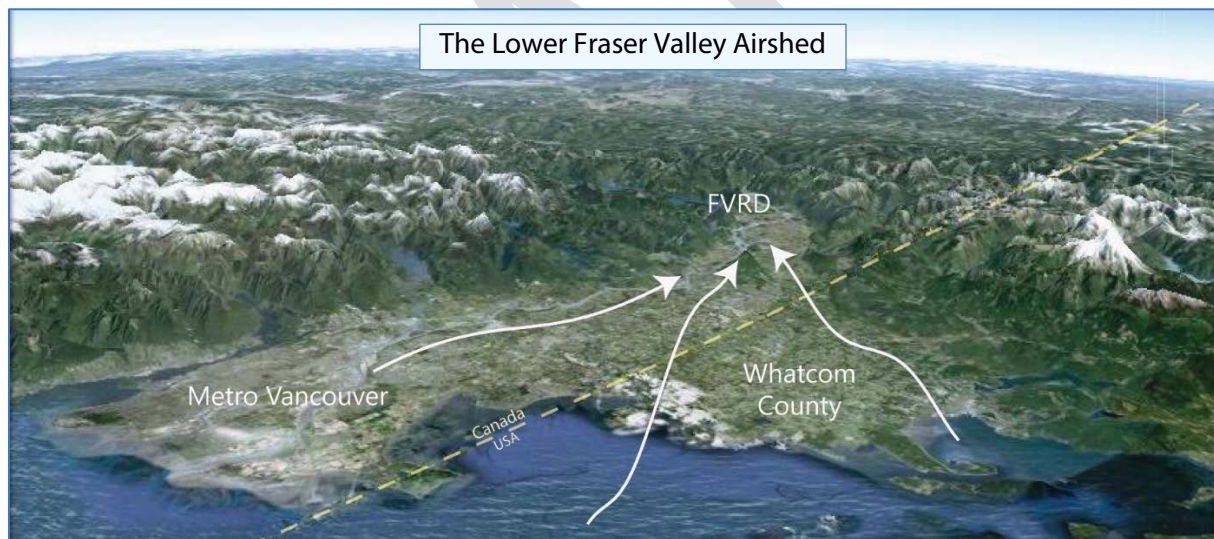 The Lower Fraser Valley Airshed
FVRD
Metro Vancouver
Whatcom
County
Canada
USA